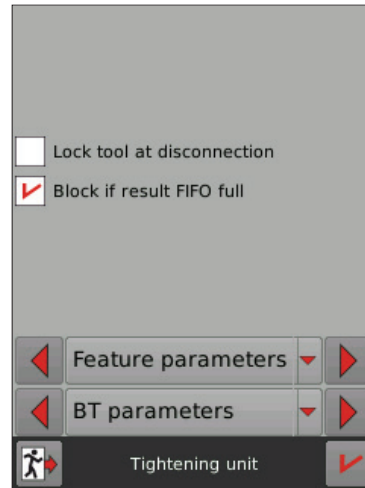 Lock tool at disconnection
Block if result FIFO full
Feature parameters
BT parameters
Tightening unit